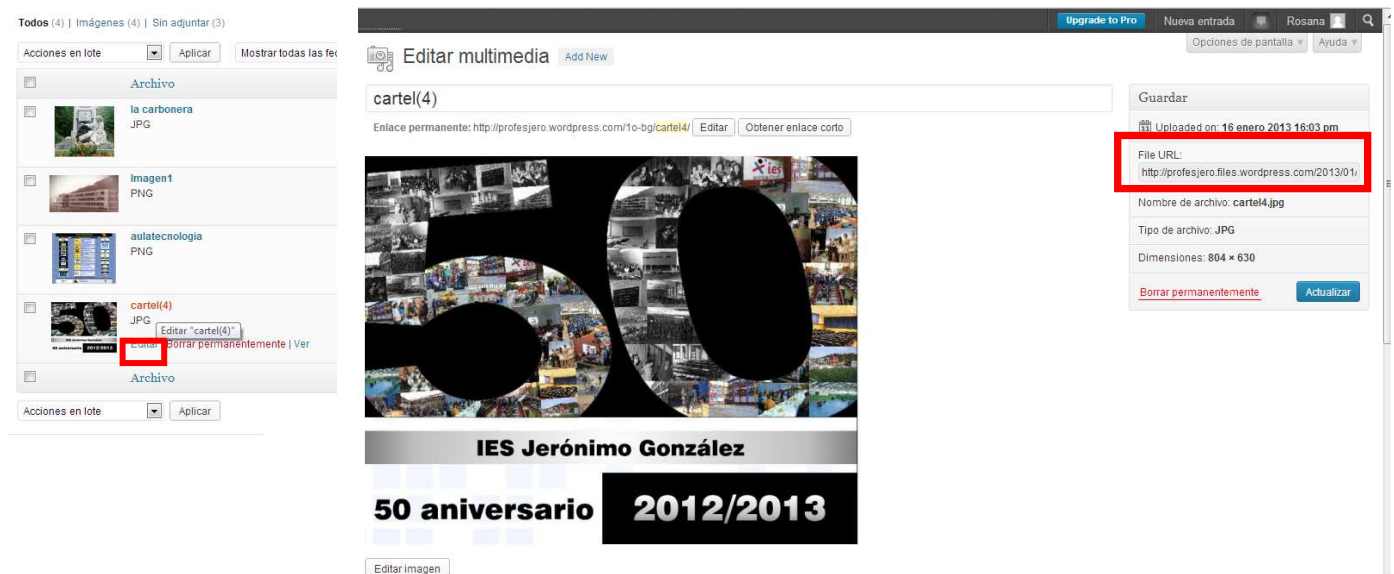 Todos (4) | Imágenes (4) | Sin adjuntar (3)
Acciones en lote Aplicar Mostrar todas las fec
Archivo
la carbonera
JPG
Imagen1
PNG
aulatecnologia
PNG
cartel(4)
JPG
Editar "cartel(4)"
Editar | Borrar permanentemente | Ver
Archivo
Acciones en lote Aplicar
Upgrade to Pro Nueva entrada Rosana
Opciones de pantalla Ayuda
Editar multimedia Add New
cartel(4)
Enlace permanente: http://profesjero.wordpress.com/1o-bg/cartel4/ Editar Obtener enlace corto
50
ies
IES Jerónimo González
50 aniversario 2012/2013
Editar imagen
Guardar
Uploaded on: 16 enero 2013 16:03 pm
File URL:
http://profesjero.files.wordpress.com/2013/01/
Nombre de archivo: cartel4.jpg
Tipo de archivo: JPG
Dimensiones: 804 × 630
Borrar permanentemente Actualizar